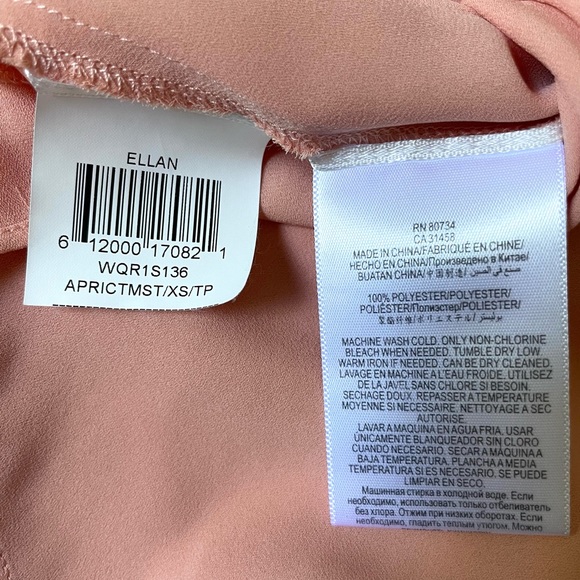 ELLAN
6 12000 17082 1
WQR1S136
APRICTMST/XS/TP
RN 80734
CA 31458
MADE IN CHINA/FABRIQUÉ EN CHINE/
HECHO EN CHINA/Произведено в Китае/
BUATAN CHINA/中国制造/صنع في الصين
100% POLYESTER/POLYESTER/
POLIÉSTER/Полиэстер/POLIESTER/
聚酯纤维/ポリエステル/بوليستر
MACHINE WASH COLD. ONLY NON-CHLORINE
BLEACH WHEN NEEDED. TUMBLE DRY LOW
WARM IRON IF NEEDED. CAN BE DRY CLEANED.
LAVAGE EN MACHINE A L'EAU FROIDE. UTILISEZ
DE LA JAVEL SANS CHLORE SI BESOIN.
SECHAGE DOUX. REPASSER A TEMPERATURE
MOYENNE SI NECESSAIRE. NETTOYAGE A SEC
AUTORISE.
LAVAR A MAQUINA EN AGUA FRIA. USAR
ÚNICAMENTE BLANQUEADOR SIN CLORO
CUANDO NECESARIO. SECAR A MÁQUINA A
BAJA TEMPERATURA. PLANCHA A MEDIA
TEMPERATURA SI ES NECESARIO. SE PUEDE
LIMPIAR EN SECO.
Машинная стирка в холодной воде. Если
необходимо, использовать только отбеливатель
без хлора. Отжим при низких оборотах. Если
необходимо, гладить теплым утюгом. Можно